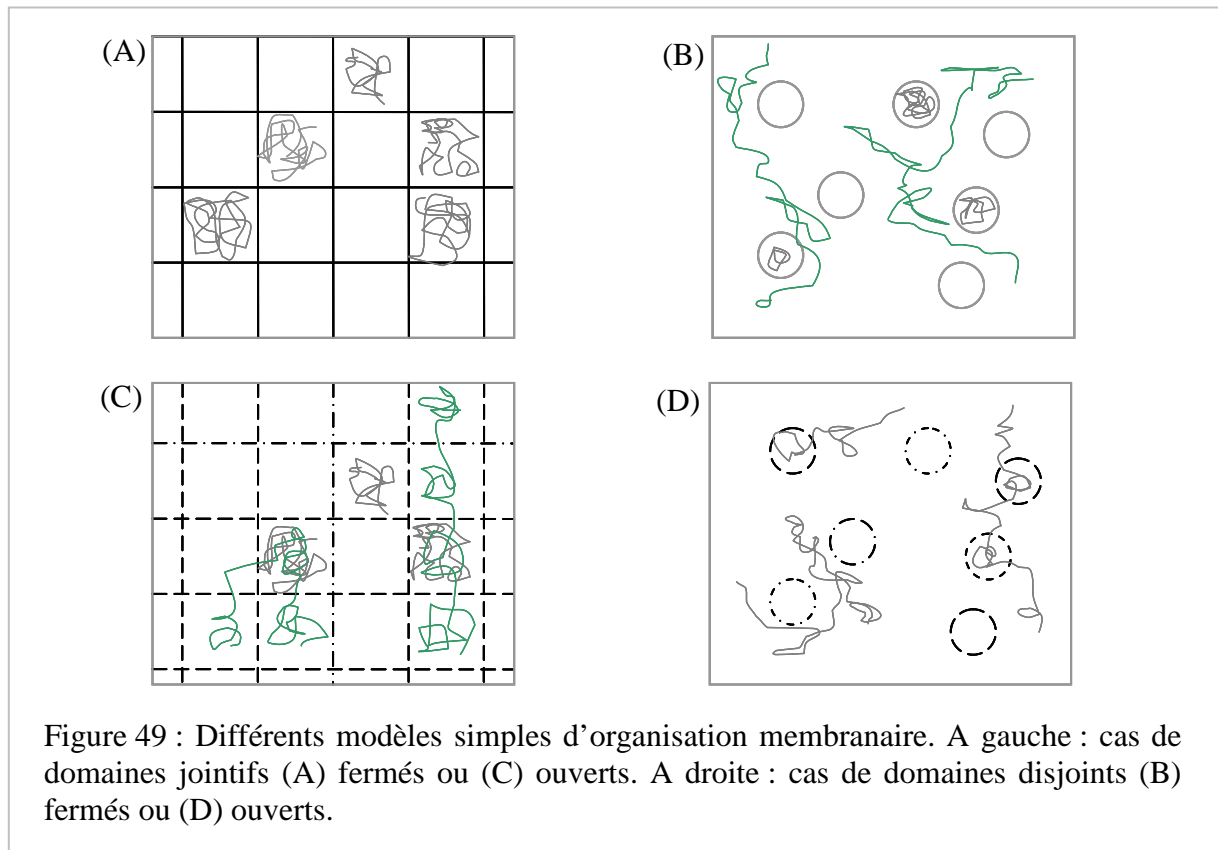 (A)
(B)
(C)
(D)
Figure 49 : Différents modèles simples d'organisation membranaire. A gauche : cas de
domaines jointifs (A) fermés ou (C) ouverts. A droite : cas de domaines disjoints (B)
fermés ou (D) ouverts.